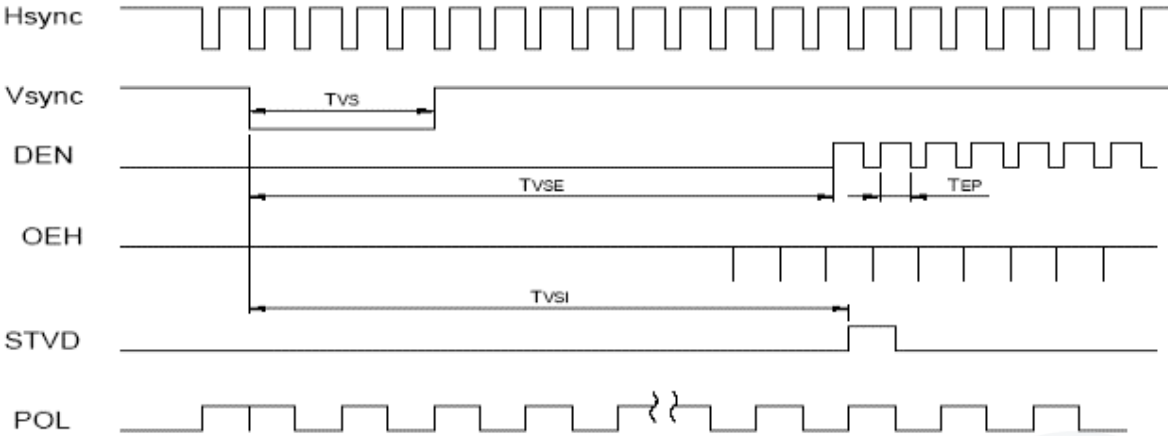 Hsync
Vsync
TVS
DEN
TVSE
TEP
OEH
TVSI
STVD
POL